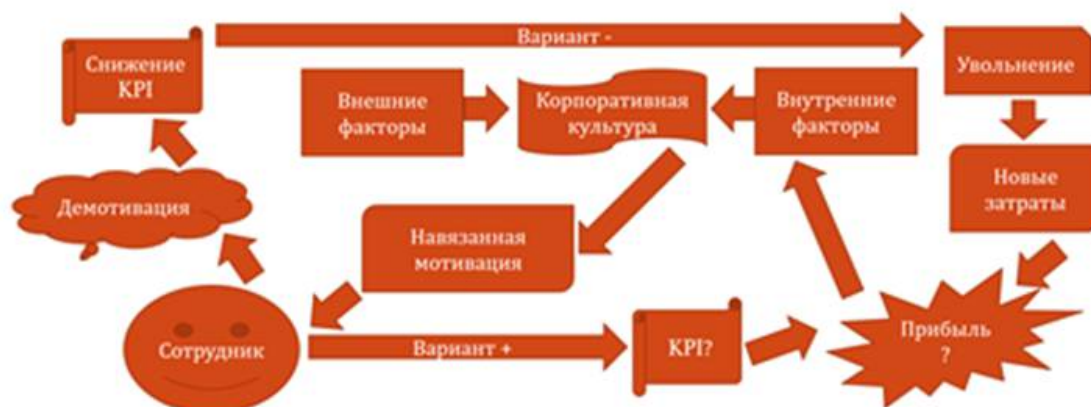 Вариант -
Снижение
KPI
Увольнение
Внешние
факторы
Корпоративная
культура
Внутренние
факторы
Демотивация
Новые
затраты
Навязанная
мотивация
Сотрудник
Вариант +
KPI?
Прибыль
?